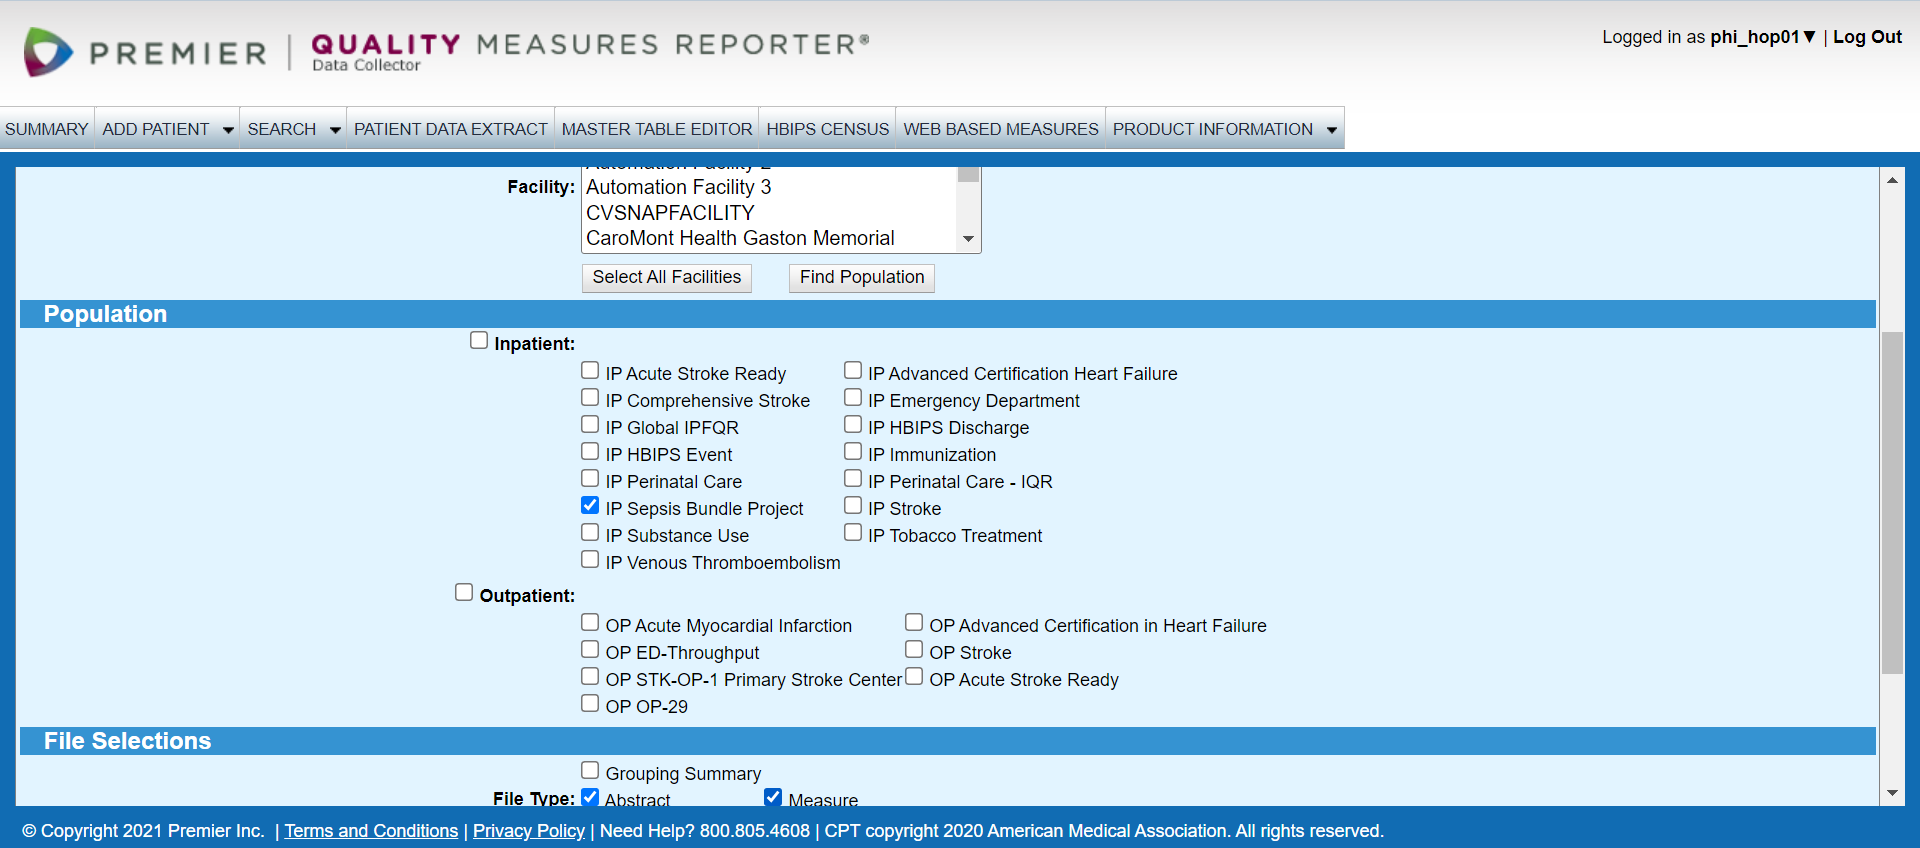 PREMIER | QUALITY MEASURES REPORTER®
Data Collector
Logged in as phi_hop01▼ | Log Out
SUMMARY ADD PATIENT SEARCH PATIENT DATA EXTRACT MASTER TABLE EDITOR HBIPS CENSUS WEB BASED MEASURES PRODUCT INFORMATION
Automation Facility 2
Facility: Automation Facility 3
CVSNAPFACILITY
CaroMont Health Gaston Memorial
Select All Facilities Find Population
Population
Inpatient:
IP Acute Stroke Ready IP Advanced Certification Heart Failure
IP Comprehensive Stroke IP Emergency Department
IP Global IPFQR IP HBIPS Discharge
IP HBIPS Event IP Immunization
IP Perinatal Care IP Perinatal Care - IQR
IP Sepsis Bundle Project IP Stroke
IP Substance Use IP Tobacco Treatment
IP Venous Thromboembolism
Outpatient:
OP Acute Myocardial Infarction OP Advanced Certification in Heart Failure
OP ED-Throughput OP Stroke
OP STK-OP-1 Primary Stroke Center OP Acute Stroke Ready
OP OP-29
File Selections
Grouping Summary
File Type: Abstract Measure
© Copyright 2021 Premier Inc. | Terms and Conditions | Privacy Policy | Need Help? 800.805.4608 | CPT copyright 2020 American Medical Association. All rights reserved.